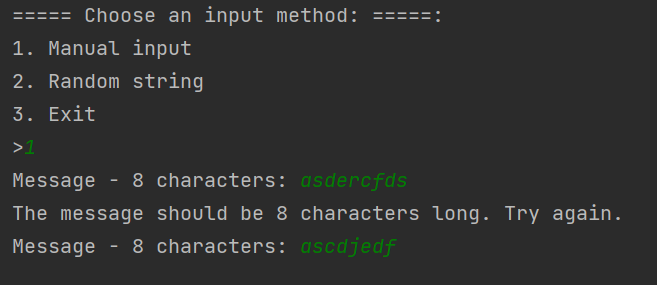 ===== Choose an input method: =====:
1. Manual input
2. Random string
3. Exit
>1
Message - 8 characters: asdercfds
The message should be 8 characters long. Try again.
Message - 8 characters: ascdjedf